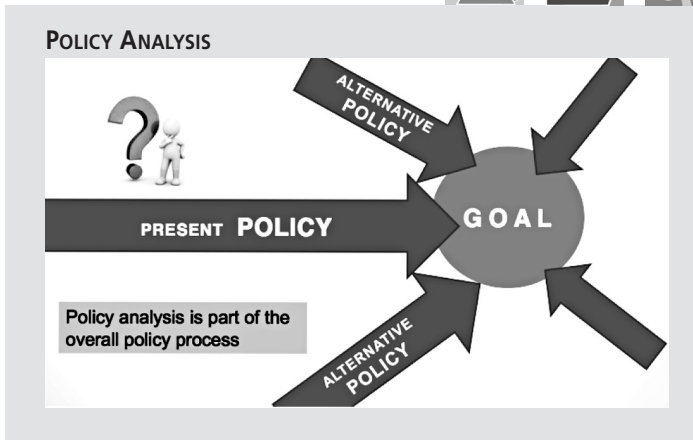 POLICY ANALYSIS
ALTERNATIVE
POLICY
PRESENT POLICY
GOAL
Policy analysis is part of the
overall policy process
ALTERNATIVE
POLICY